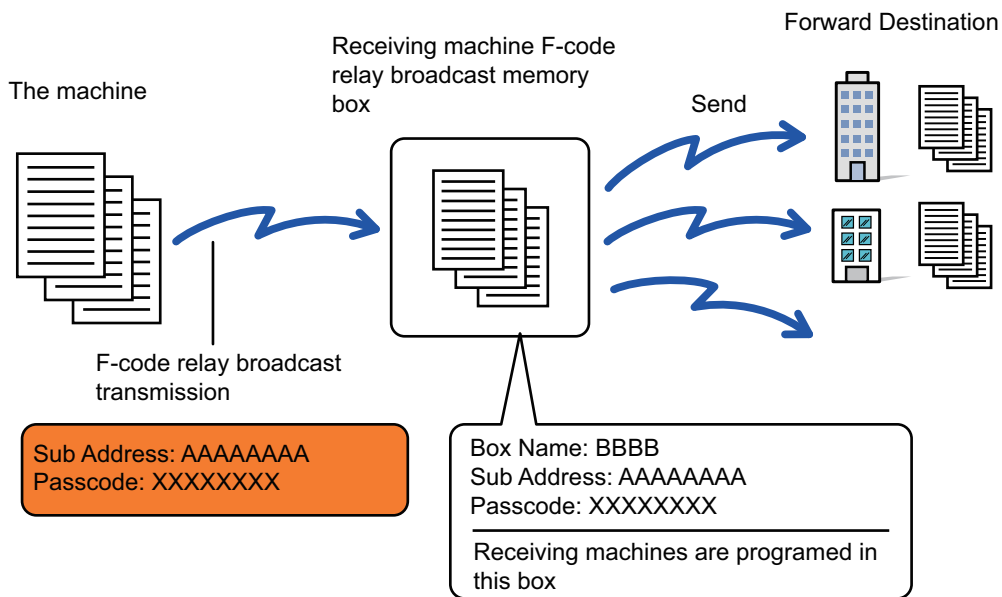 The machine
Receiving machine F-code
relay broadcast memory
box
Send
Forward Destination
F-code relay broadcast
transmission
Sub Address: AAAAAAAA
Passcode: XXXXXXXX
Box Name: BBBB
Sub Address: AAAAAAAA
Passcode: XXXXXXXX
Receiving machines are programed in
this box